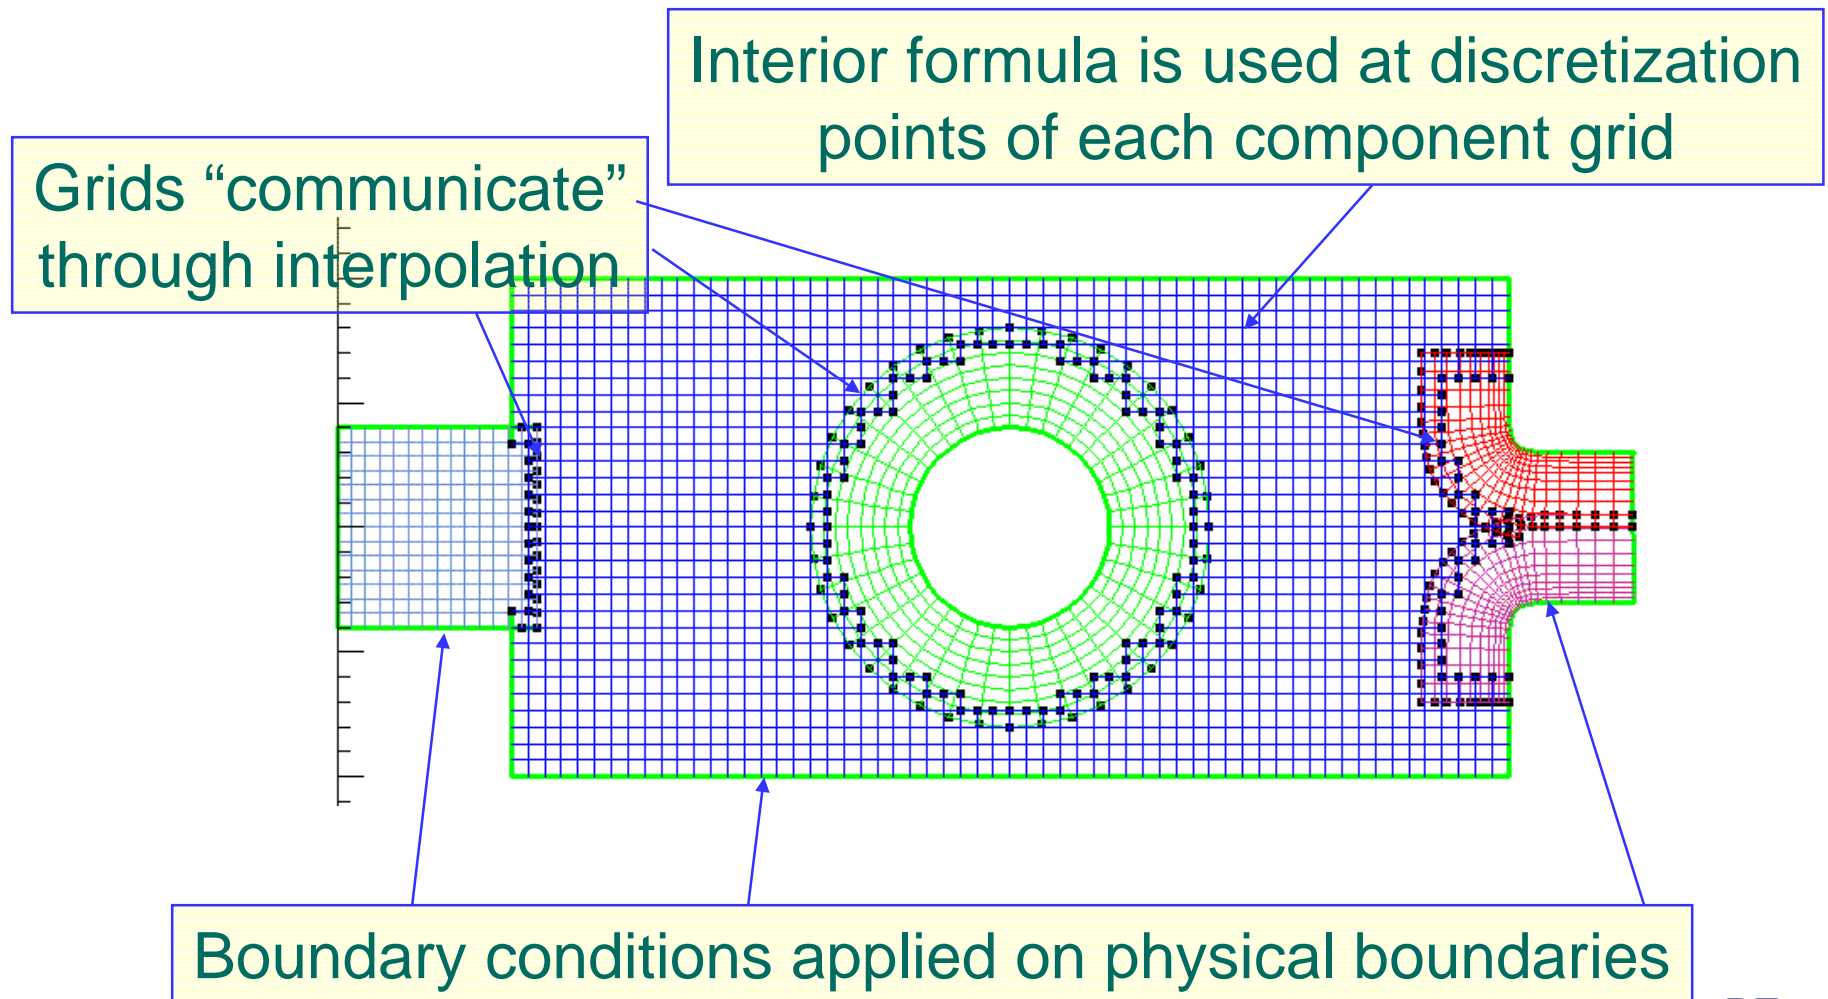 Interior formula is used at discretization
points of each component grid
Grids “communicate”
through interpolation
Boundary conditions applied on physical boundaries